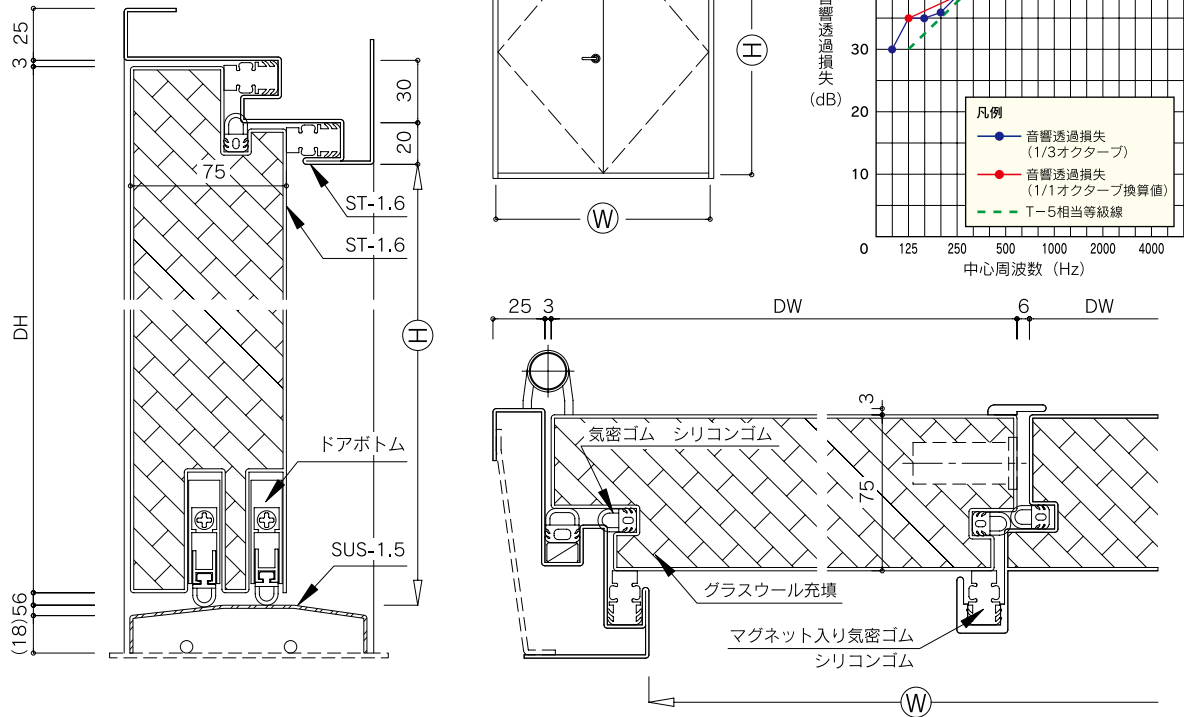 25
3
30
20
75
ST-1.6
ST-1.6
DH
H
ドアボトム
SUS-1.5
(18)56
H
W
音響透過損失
(dB)
30
20
10
0
125 250 500 1000 2000 4000
中心周波数（Hz）
凡例
音響透過損失
(1/3オクターブ)
音響透過損失
(1/1オクターブ換算値)
T−5相当等級線
25 3 DW 6 DW
3
気密ゴム シリコンゴム
75
グラスウール充填
マグネット入り気密ゴム
シリコンゴム
W